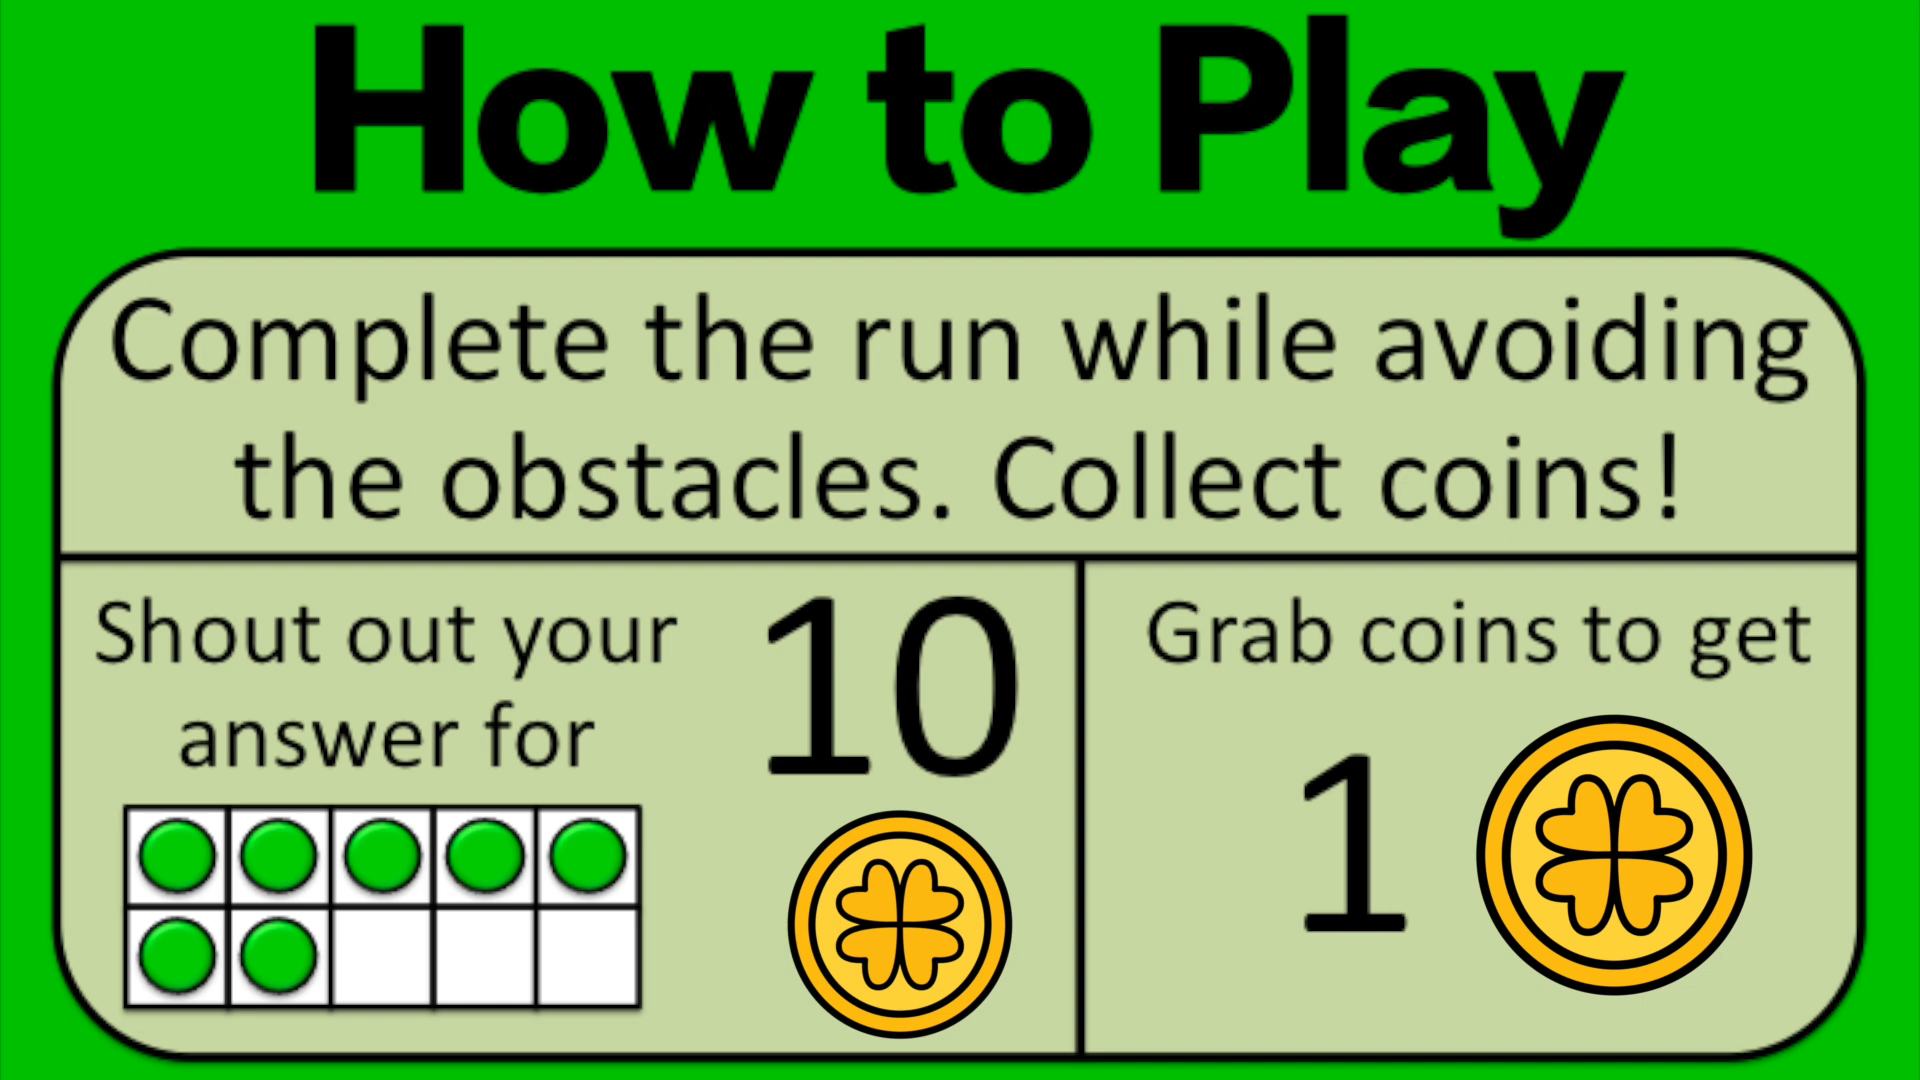 How to Play
Complete the run while avoiding
the obstacles. Collect coins!
Shout out your
answer for
10
Grab coins to get
1